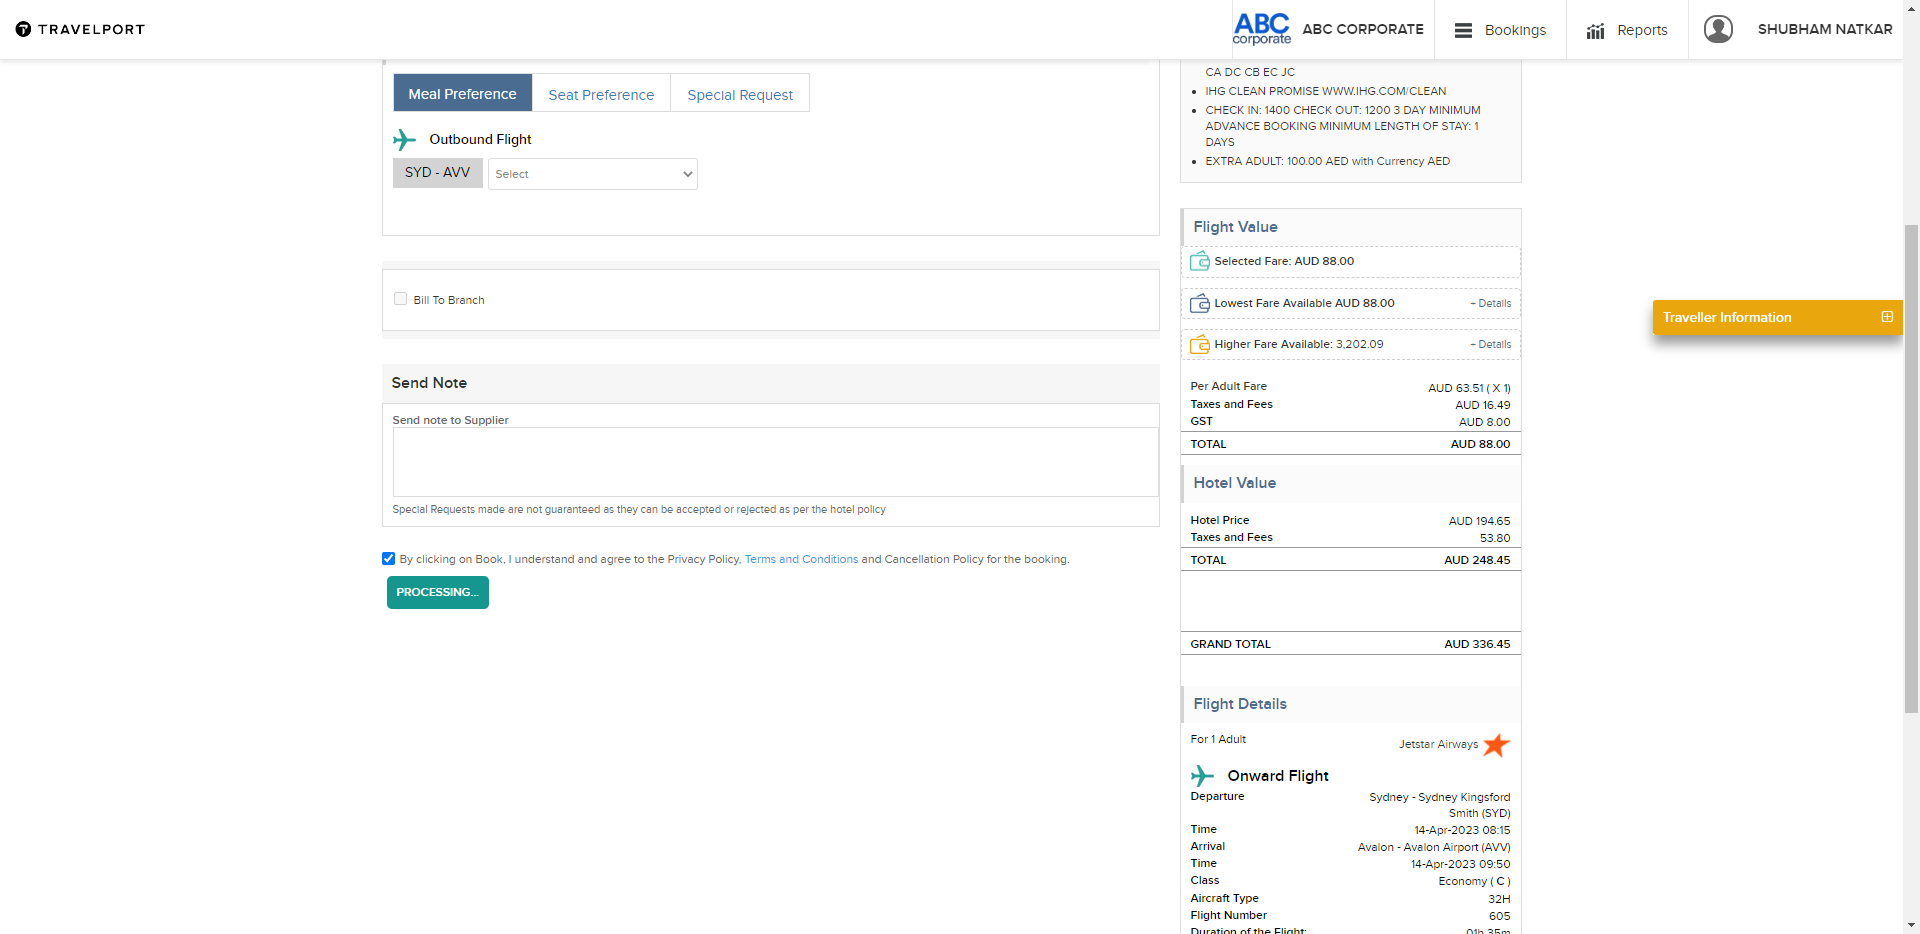 TRAVELPORT
ABC
corporate
ABC CORPORATE
Bookings
Reports
SHUBHAM NATKAR
Meal Preference
Seat Preference
Special Request
Outbound Flight
SYD - AVV
Select
Bill To Branch
Send Note
Send note to Supplier
Special Requests made are not guaranteed as they can be accepted or rejected as per the hotel policy
By clicking on Book, I understand and agree to the Privacy Policy, Terms and Conditions and Cancellation Policy for the booking.
PROCESSING...
CA DC CB EC JC
IHG CLEAN PROMISE WWW.IHG.COM/CLEAN
CHECK IN: 1400 CHECK OUT: 1200 3 DAY MINIMUM
ADVANCE BOOKING MINIMUM LENGTH OF STAY: 1
DAYS
EXTRA ADULT: 100.00 AED with Currency AED
Flight Value
Selected Fare: AUD 88.00
Lowest Fare Available AUD 88.00 + Details
Higher Fare Available: 3,202.09 + Details
Per Adult Fare AUD 63.51 ( X 1)
Taxes and Fees AUD 16.49
GST AUD 8.00
TOTAL AUD 88.00
Hotel Value
Hotel Price AUD 194.65
Taxes and Fees 53.80
TOTAL AUD 248.45
GRAND TOTAL AUD 336.45
Flight Details
For 1 Adult Jetstar Airways
Onward Flight
Departure Sydney - Sydney Kingsford
Smith (SYD)
Time 14-Apr-2023 08:15
Arrival Avalon - Avalon Airport (AVV)
Time 14-Apr-2023 09:50
Class Economy ( C )
Aircraft Type 32H
Flight Number 605
Duration of the Flight: 01h 35m
Traveller Information